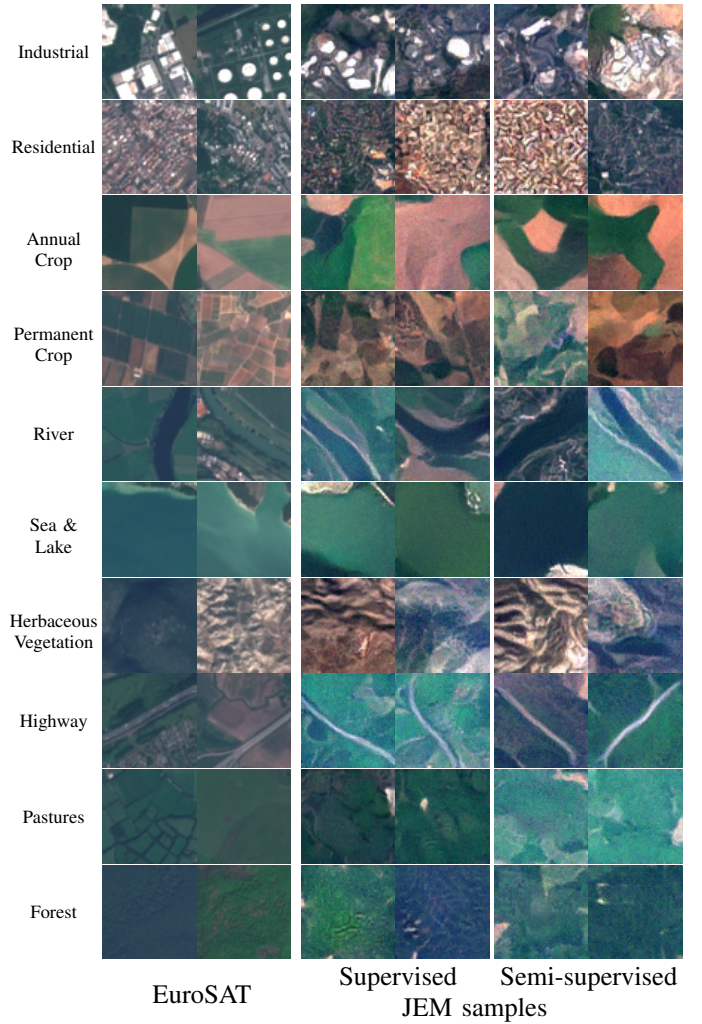 Industrial
Residential
Annual
Crop
Permanent
Crop
River
Sea &
Lake
Herbaceous
Vegetation
Highway
Pastures
Forest
EuroSAT
Supervised
Semi-supervised
JEM samples